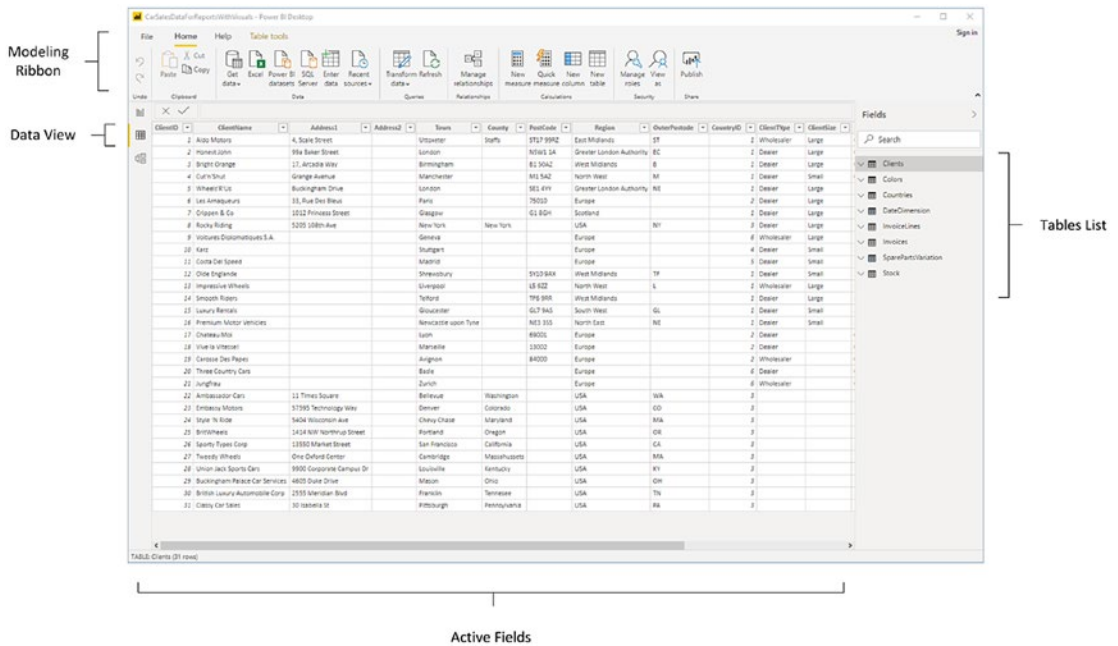 CarSalesDataForReportsWithVisuals - Power BI Desktop
File Home Help Table tools Sign in
Modeling
Ribbon
Cut
Copy
Paste
Get
data
Excel
Power BI
datasets
SQL
Server
Enter
data
Recent
sources
Transform
data
Refresh
Manage
relationships
New
measure
Quick
measure
New
column
New
table
Manage
roles
View
as
Publish
Undo Clipboard Data Queries Relationships Calculations Security Share
Data View
ClientID ClientName Address1 Address2 Town County PostCode Region OuterPostode CountryID ClientType ClientSize
1 Aldo Motors 4, Scale Street Uttoxeter Staffs ST17 99RZ East Midlands ST 1 Wholesaler Large
2 Honest John 99a Baker Street London NSW1 1A Greater London Authority EC 1 Dealer Large
3 Bright Orange 17, Arcadia Way Birmingham B1 50AZ West Midlands B 1 Dealer Large
4 Cut'n'Shut Grange Avenue Manchester M1 5AZ North West M 1 Dealer Small
5 Wheels'R'Us Buckingham Drive London SE1 4YY Greater London Authority NE 1 Dealer Large
6 Les Arnaqueurs 33, Rue Des Bleus Paris 75010 Europe 2 Dealer Large
7 Crippen & Co 1012 Princess Street Glasgow G1 8GH Scotland 1 Dealer Large
8 Rocky Riding 5205 108th Ave New York New York USA NY 3 Dealer Large
9 Voitures Diplomatiques S.A. Geneva Europe 6 Wholesaler Large
10 Karz Stuttgart Europe 4 Dealer Small
11 Costa Del Speed Madrid Europe 5 Dealer Small
12 Olde Englande Shrewsbury SY10 9AX West Midlands TF 1 Dealer Small
13 Impressive Wheels Liverpool L5 6ZZ North West L 1 Wholesaler Large
14 Smooth Riders Telford TF6 9RR West Midlands 1 Dealer Large
15 Luxury Rentals Gloucester GL7 9AS South West GL 1 Dealer Small
16 Premium Motor Vehicles Newcastle upon Tyne NE3 3SS North East NE 1 Dealer Small
17 Chateau Moi Lyon 69001 Europe 2 Dealer
18 Vive la Vitesse! Marseille 13002 Europe 2 Dealer
19 Carosse Des Papes Avignon 84000 Europe 2 Wholesaler
20 Three Country Cars Basle Europe 6 Dealer
21 Jungfrau Zurich Europe 6 Wholesaler
22 Ambassador Cars 11 Times Square Bellevue Washington USA WA 3
23 Embassy Motors 57595 Technology Way Denver Colorado USA CO 3
24 Style 'N Ride 5404 Wisconsin Ave Chevy Chase Maryland USA MA 3
25 BritWheels 1414 NW Northrup Street Portland Oregon USA OR 3
26 Sporty Types Corp 13550 Market Street San Francisco California USA CA 3
27 Tweedy Wheels One Oxford Center Cambridge Massahussets USA MA 3
28 Union Jack Sports Cars 9900 Corporate Campus Dr Louisville Kentucky USA KY 3
29 Buckingham Palace Car Services 4805 Duke Drive Mason Ohio USA OH 3
30 British Luxury Automobile Corp 2555 Meridian Blvd Franklin Tennesee USA TN 3
31 Classy Car Sales 30 Isabella St Pittsburgh Pennsylvania USA PA 3
Fields
Search
Clients
Colors
Countries
DateDimension
InvoiceLines
Invoices
SparePartsVariation
Stock
Tables List
TABLE: Clients (31 rows)
Active Fields